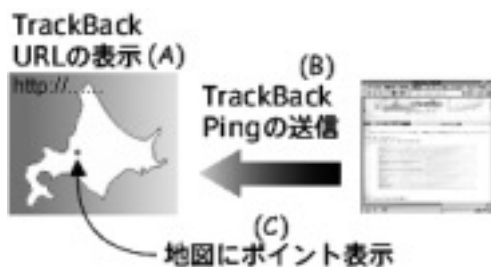 TrackBack
URLの表示 (A)
http://......
(B)
TrackBack
Pingの送信
(C)
地図にポイント表示